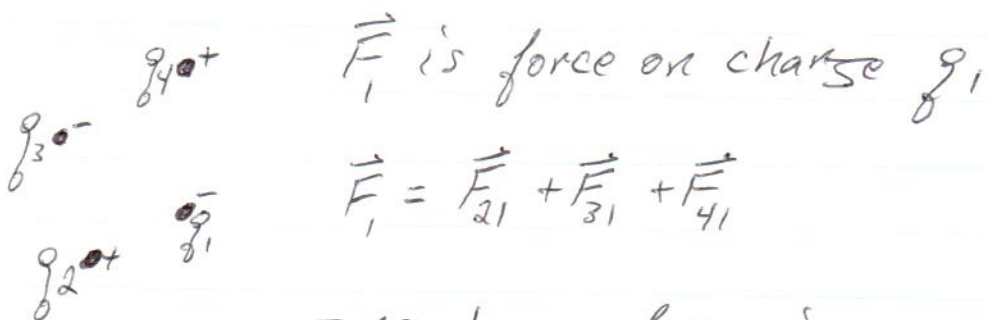 q4 +
F⃗1 is force on charge q1
q3 -
F⃗1 = F⃗21 + F⃗31 + F⃗41
- q1
q2 +